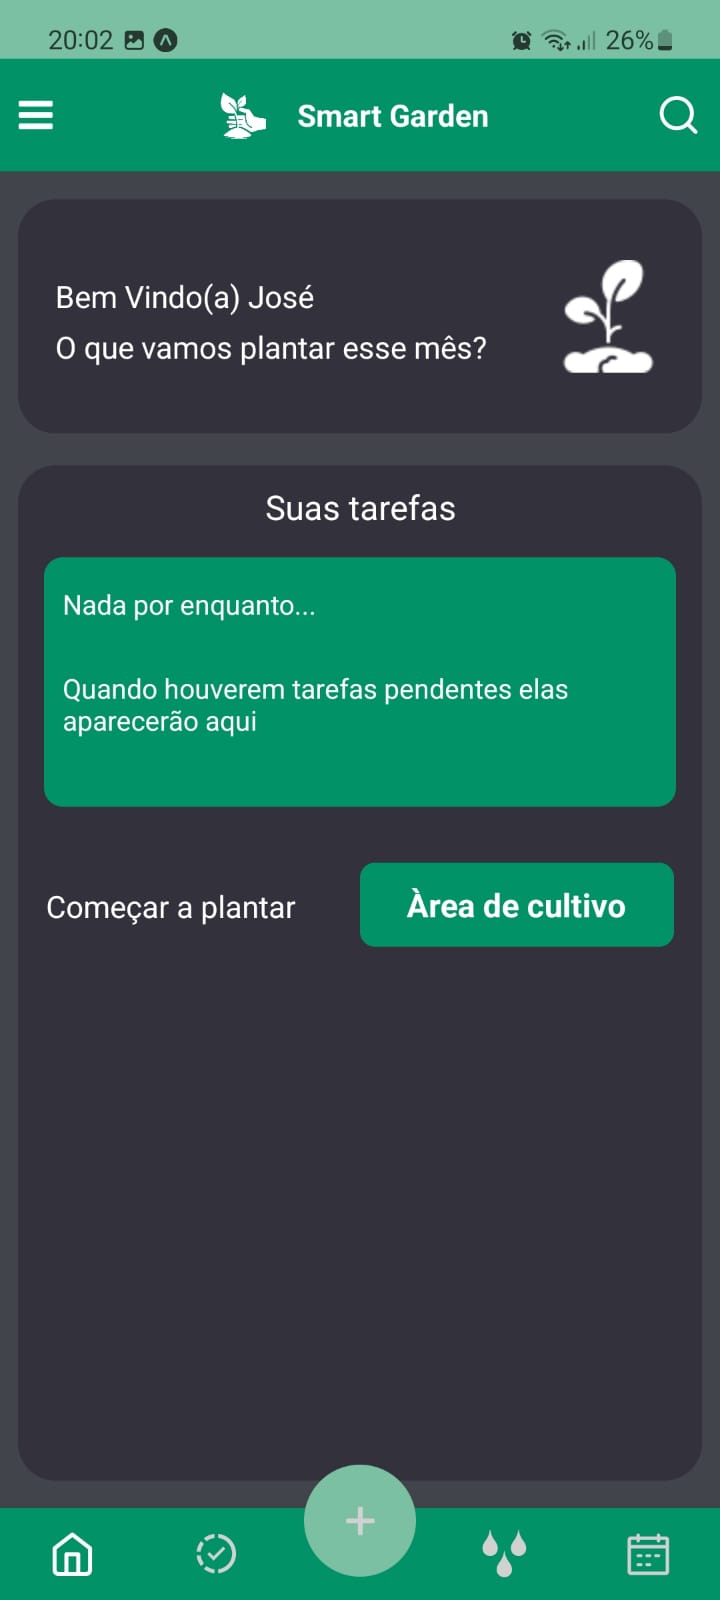 20:02
26%
Smart Garden
Bem Vindo(a) José
O que vamos plantar esse mês?
Suas tarefas
Nada por enquanto...
Quando houverem tarefas pendentes elas
aparecerão aqui
Começar a plantar
Àrea de cultivo